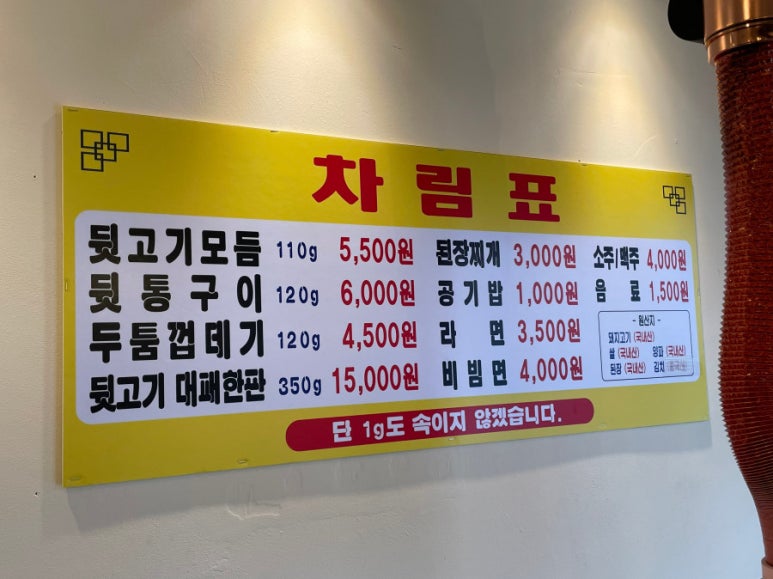 차림표
뒷고기모듬 110g 5,500원
뒷통구이 120g 6,000원
두툼껍데기 120g 4,500원
뒷고기 대패한판 350g 15,000원
된장찌개 3,000원
공기밥 1,000원
라면 3,500원
비빔면 4,000원
소주/맥주 4,000원
음료 1,500원
- 원산지 -
돼지고기 (국내산)
쌀 (국내산) 양파 (국내산)
된장 (국내산) 김치
단 1g도 속이지 않겠습니다.